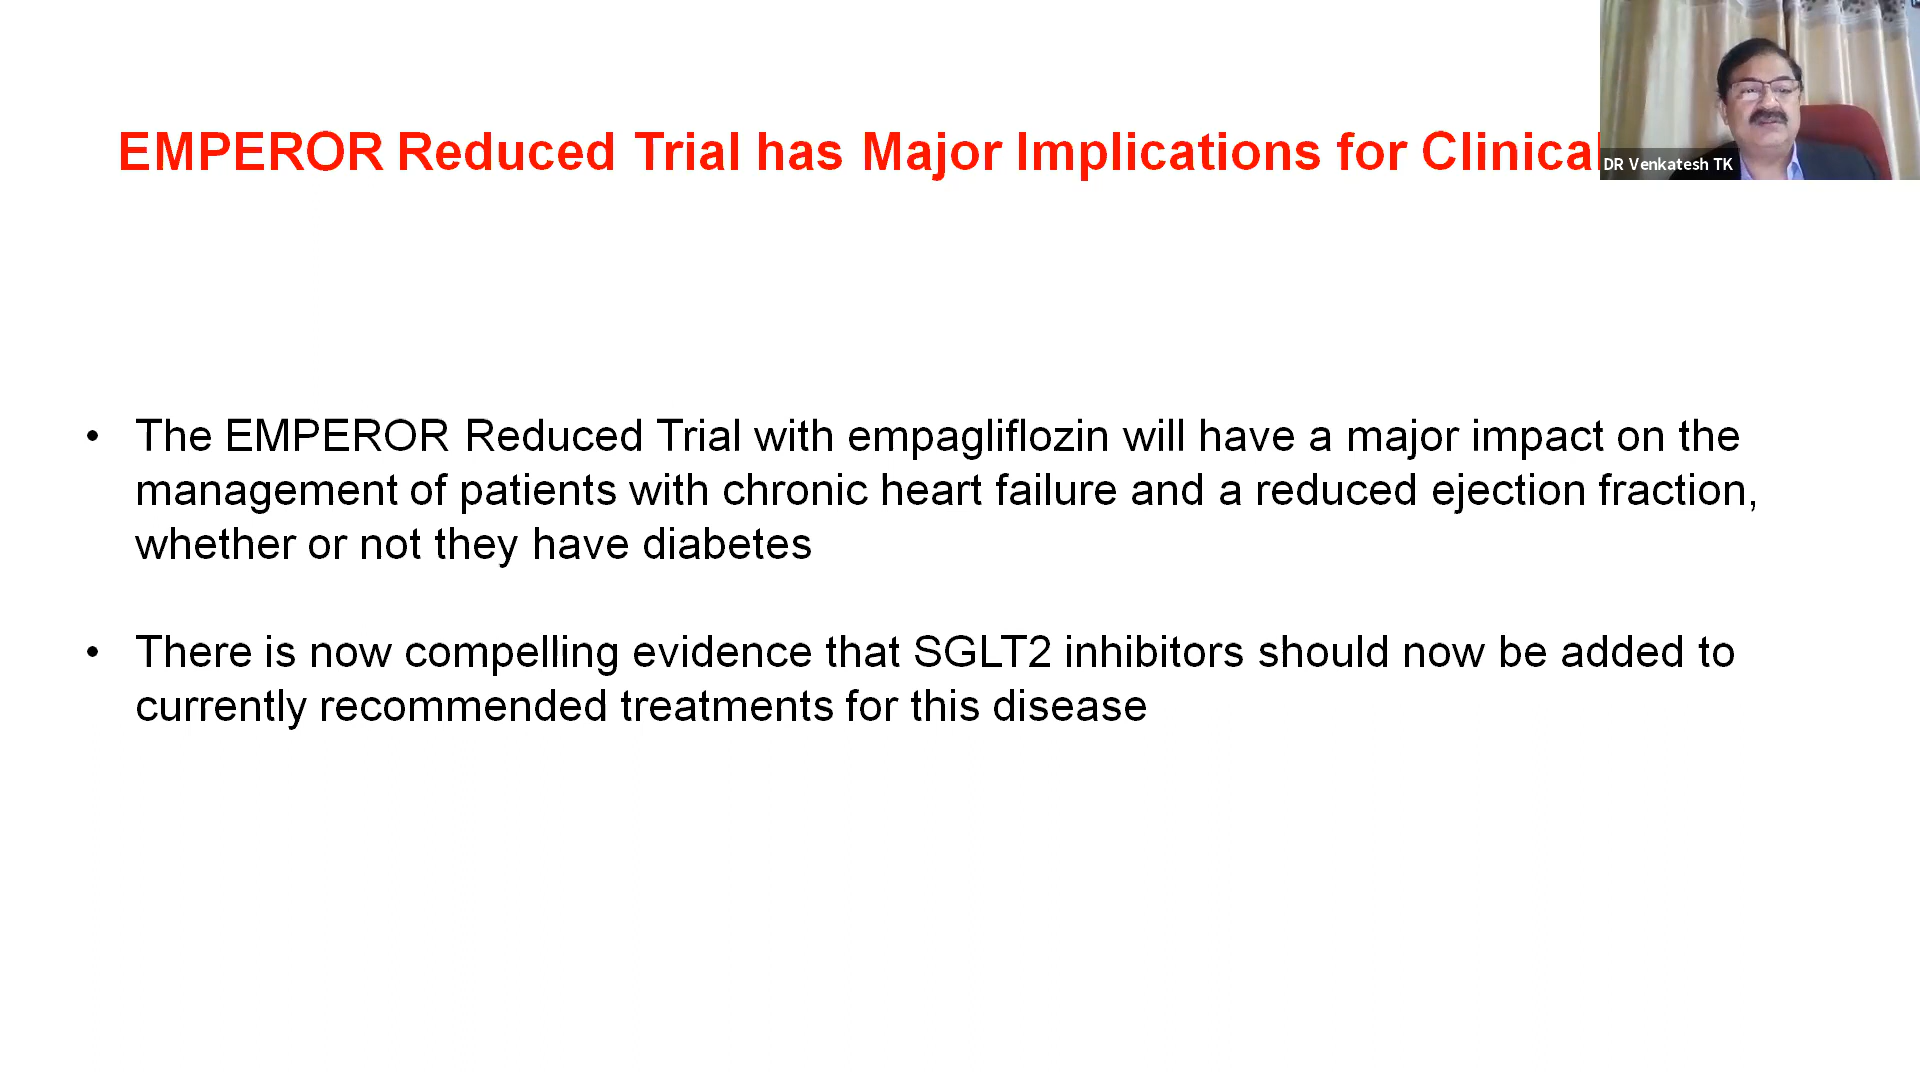 EMPEROR Reduced Trial has Major Implications for Clinical
DR Venkatesh TK
• The EMPEROR Reduced Trial with empagliflozin will have a major impact on the
management of patients with chronic heart failure and a reduced ejection fraction,
whether or not they have diabetes
• There is now compelling evidence that SGLT2 inhibitors should now be added to
currently recommended treatments for this disease